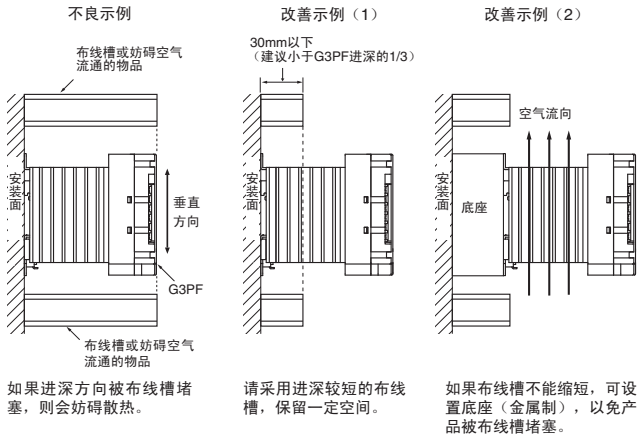 不良示例
布线槽或妨碍空气
流通的物品
安装面
垂直
方向
G3PF
布线槽或妨碍空气
流通的物品
如果进深方向被布线槽堵
塞，则会妨碍散热。
改善示例（1）
30mm以下
（建议小于G3PF进深的1/3）
安装面
请采用进深较短的布线
槽，保留一定空间。
改善示例（2）
空气流向
安装面
底座
如果布线槽不能缩短，可设
置底座（金属制），以免产
品被布线槽堵塞。